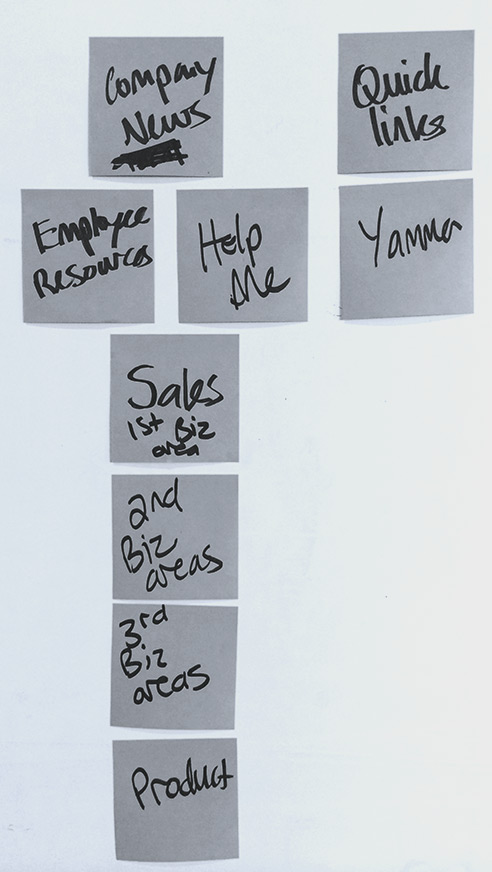 Company
News
Quick
links
Employee
Resources
Help
Me
Yammer
Sales
1st Biz
area
2nd
Biz
areas
3rd
Biz
areas
Product